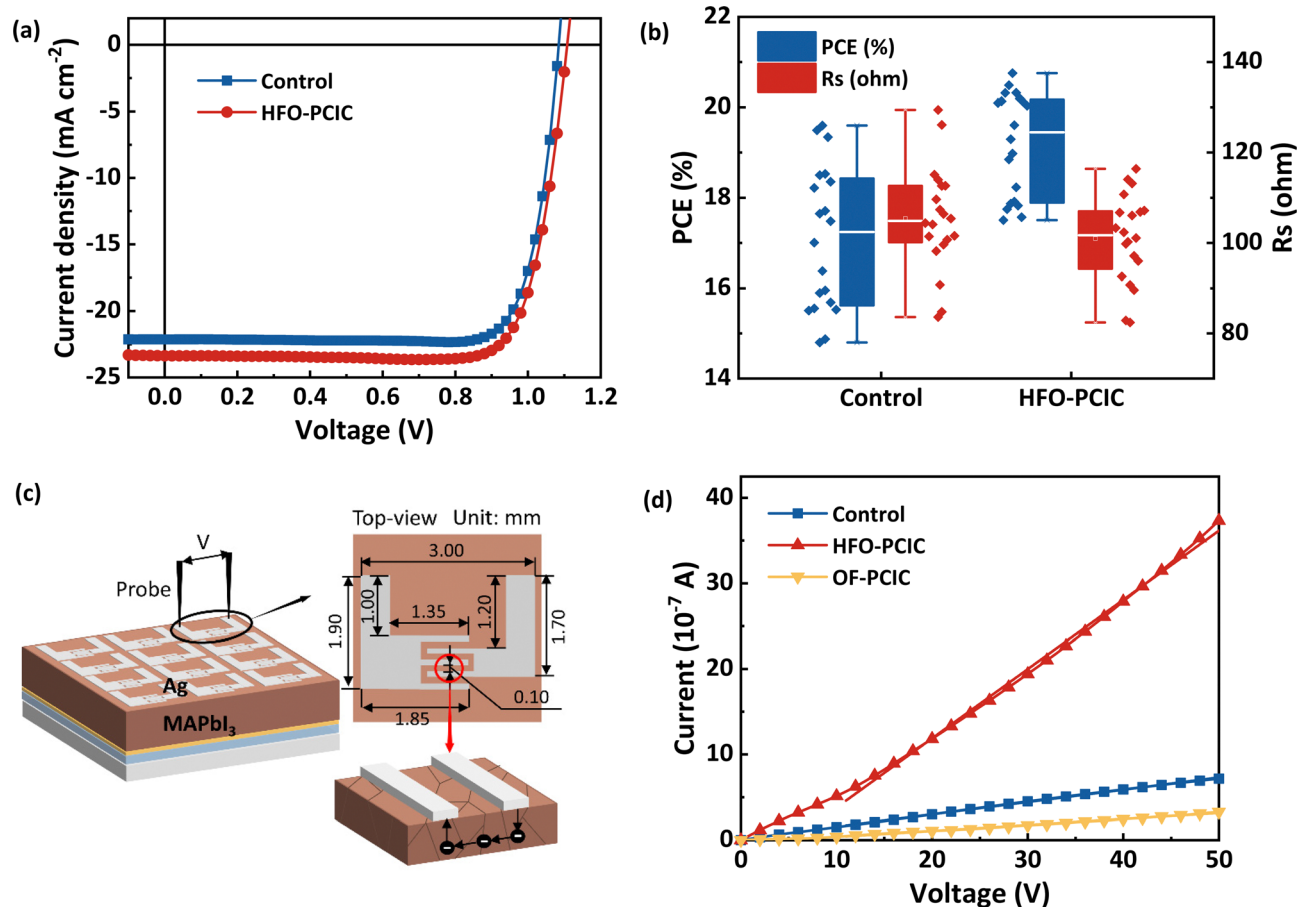 (a)
0
-5
-10
-15
-20
-25
Current density (mA cm⁻²)
Control
HFO-PCIC
0.0 0.2 0.4 0.6 0.8 1.0 1.2
Voltage (V)
(b)
22
20
18
16
14
PCE (%)
PCE (%)
Rs (ohm)
140
120
100
80
Rs (ohm)
Control HFO-PCIC
(c)
V
Probe
Ag
MAPbI₃
Top-view Unit: mm
3.00
1.90
1.00
1.35
1.20
1.70
0.10
1.85
(d)
40
30
20
10
0
Current (10⁻⁷ A)
Control
HFO-PCIC
OF-PCIC
0 10 20 30 40 50
Voltage (V)